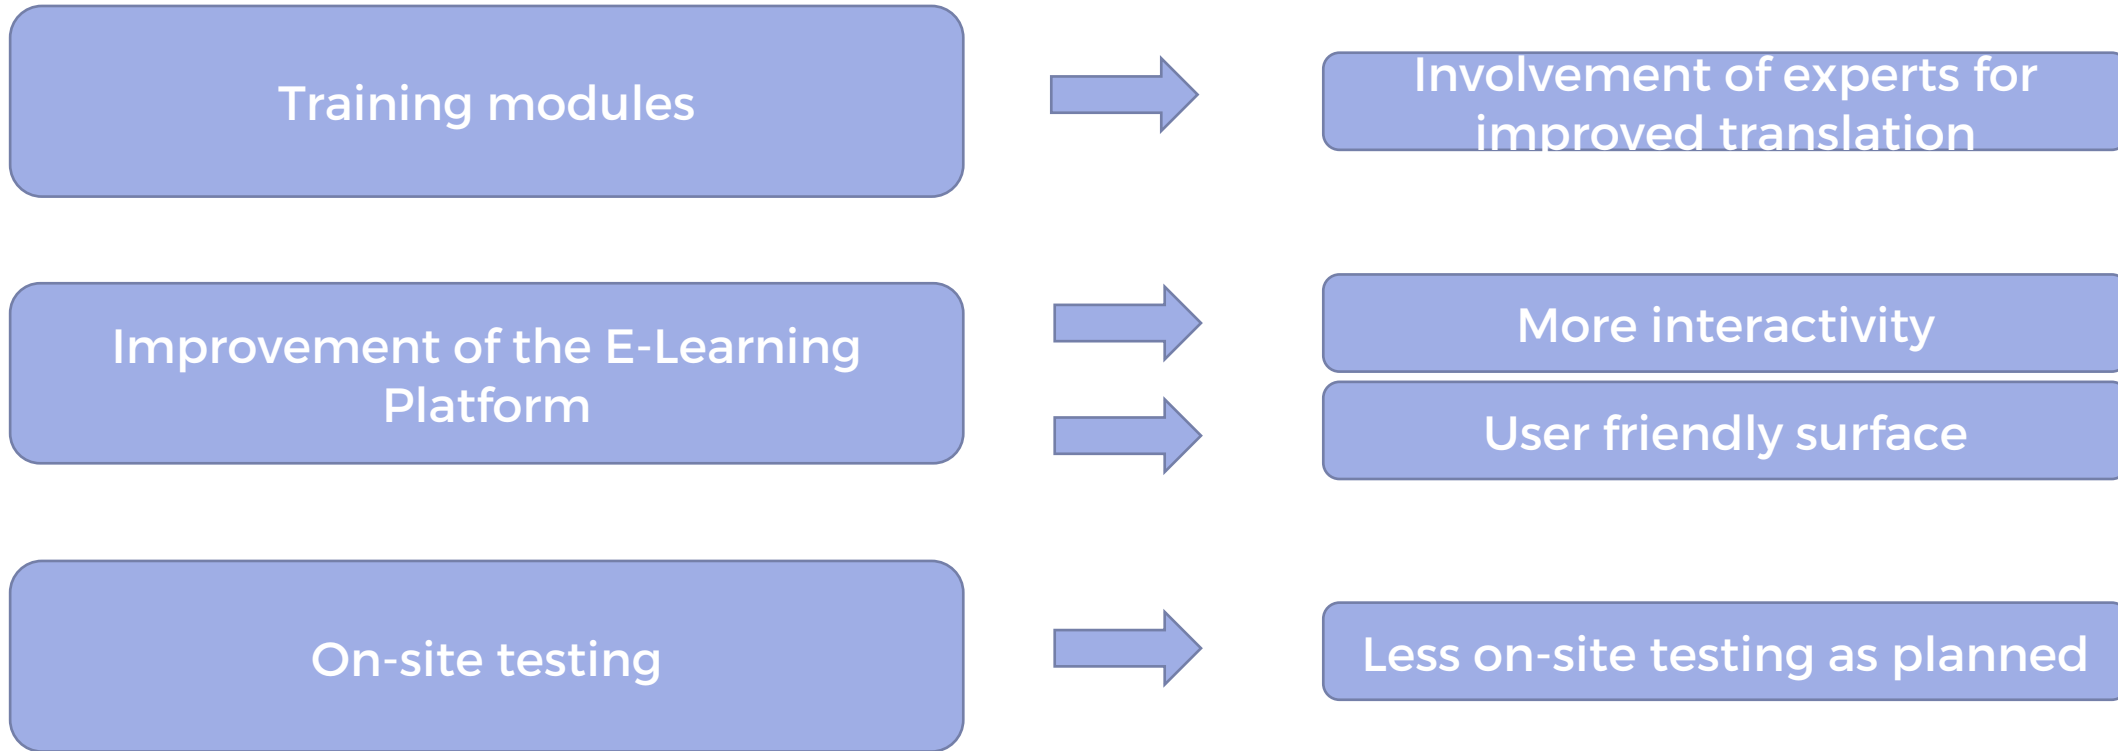 Training modules
Involvement of experts for
improved translation
Improvement of the E-Learning
Platform
More interactivity
User friendly surface
On-site testing
Less on-site testing as planned